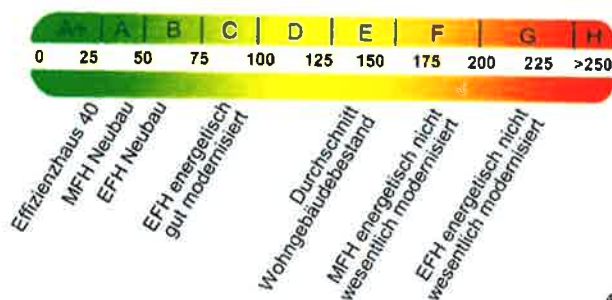 A+ A B C D E F G H
0 25 50 75 100 125 150 175 200 225 >250
Effizienzhaus 40
MFH Neubau
EFH Neubau
EFH energetisch
gut modernisiert
Durchschnitt
Wohngebäudebestand
MFH energetisch nicht
wesentlich modernisiert
EFH energetisch nicht
wesentlich modernisiert